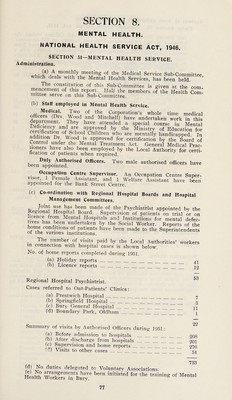 SECTION 8.
MENTAL HEALTH.
NATIONAL HEALTH SERVICE ACT, 1946.
SECTION 51—MENTAL HEALTH SERVICE.
Administration.
(a) A monthly meeting of the Medical Service Sub-Committee,
which deals with the Mental Health Services, has been held.
The constitution of this Sub-Committee is given at the com-
mencement of this report. Half the members of the Health Com-
mittee serve on this Sub-Committee.
(b) Staff employed in Mental Health Service.
Medical. Two of the Corporation's whole time medical
officers (Drs. Wood and Mitchell) have undertaken work in this
department. They have attended a special course in Mental
Deficiency and are approved by the Ministry of Education for
certification of School Children who are mentally handicapped. In
addition Dr. Wood is approved for certification by the Board of
Control under the Mental Treatment Act. General Medical Prac-
titioners have also been employed by the Local Authority for certi-
fication of patients when required.
Duly Authorised Officers. Two male authorised officers have
been appointed.
Occupation Centre Supervisor. An Occupation Centre Super-
visor, 1 Female Assistant, and 1 Welfare Assistant have been
appointed for the Bank Street Centre.
(c) Co-ordination with Regional Hospital Boards and Hospital
Management Committees.
Joint use has been made of the Psychiatrist appointed by the
Regional Hospital Board. Supervision of patients on trial or on
licence from Mental Hospitals and Institutions for mental defec-
tives has been undertaken by the Social Worker. Reports of the
home conditions of patients have been made to the Superintendents
of the various institutions.
The number of visits paid by the Local Authorities' workers
in connection with hospital cases is shown below.
No. of home reports completed during 1951.
(a) Holiday reports 41
(b) Licence reports 12
53
Regional Hospital Psychiatrist.
Cases referred to Out-Patients' Clinics:
(a) Prestwich Hospital 7
(b) Springfield Hospital 3
(c) Bury General Hospital 11
(d) Boundary Park, Oldham 1
22
Summary of visits by Authorised Officers during 1951:
(a) Before admission to hospitals
(b) After discharge from hospitals
(c) Supervision and home reports
Visits to other cases 54
(d) No duties delegated to Voluntary Associations.
(e) No arrangements have been initiated for the training of Mental
Health Workers in Bury.
77